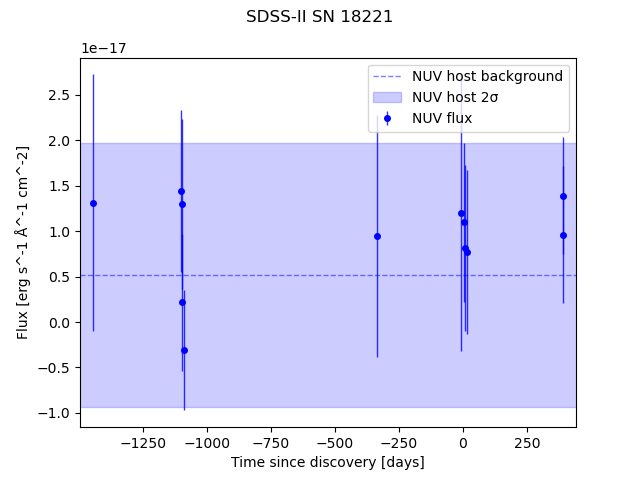 SDSS-II SN 18221
1e−17
NUV host background
NUV host 2σ
NUV flux
2.5
2.0
1.5
1.0
0.5
0.0
−0.5
−1.0
Flux [erg s^-1 Å^-1 cm^-2]
−1250 −1000 −750 −500 −250 0 250
Time since discovery [days]